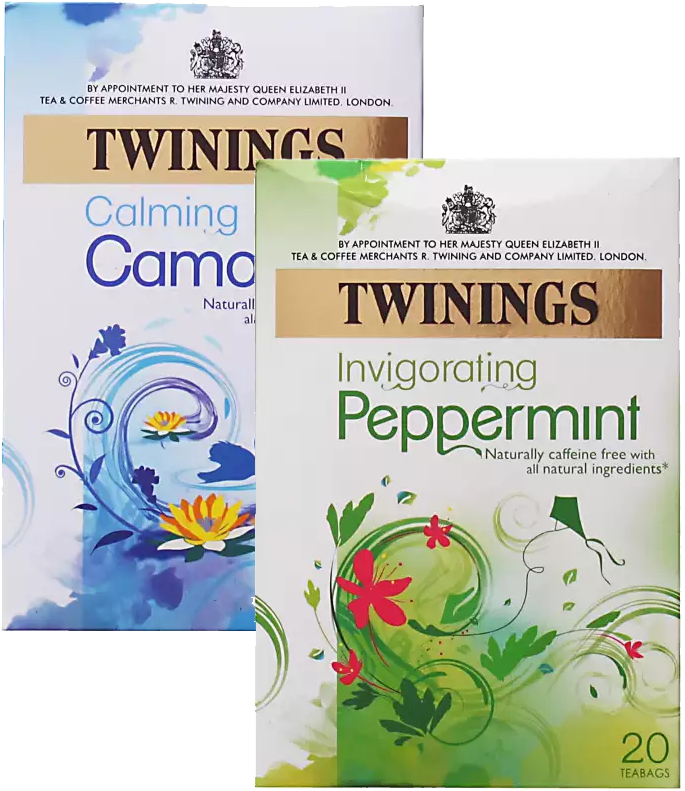 BY APPOINTMENT TO HER MAJESTY QUEEN ELIZABETH II
TEA & COFFEE MERCHANTS R. TWINING AND COMPANY LIMITED. LONDON.
TWININGS
Calming
Camo
Naturall
al
BY APPOINTMENT TO HER MAJESTY QUEEN ELIZABETH II
TEA & COFFEE MERCHANTS R. TWINING AND COMPANY LIMITED. LONDON.
TWININGS
Invigorating
Peppermint
Naturally caffeine free with
all natural ingredients*
20
TEABAGS